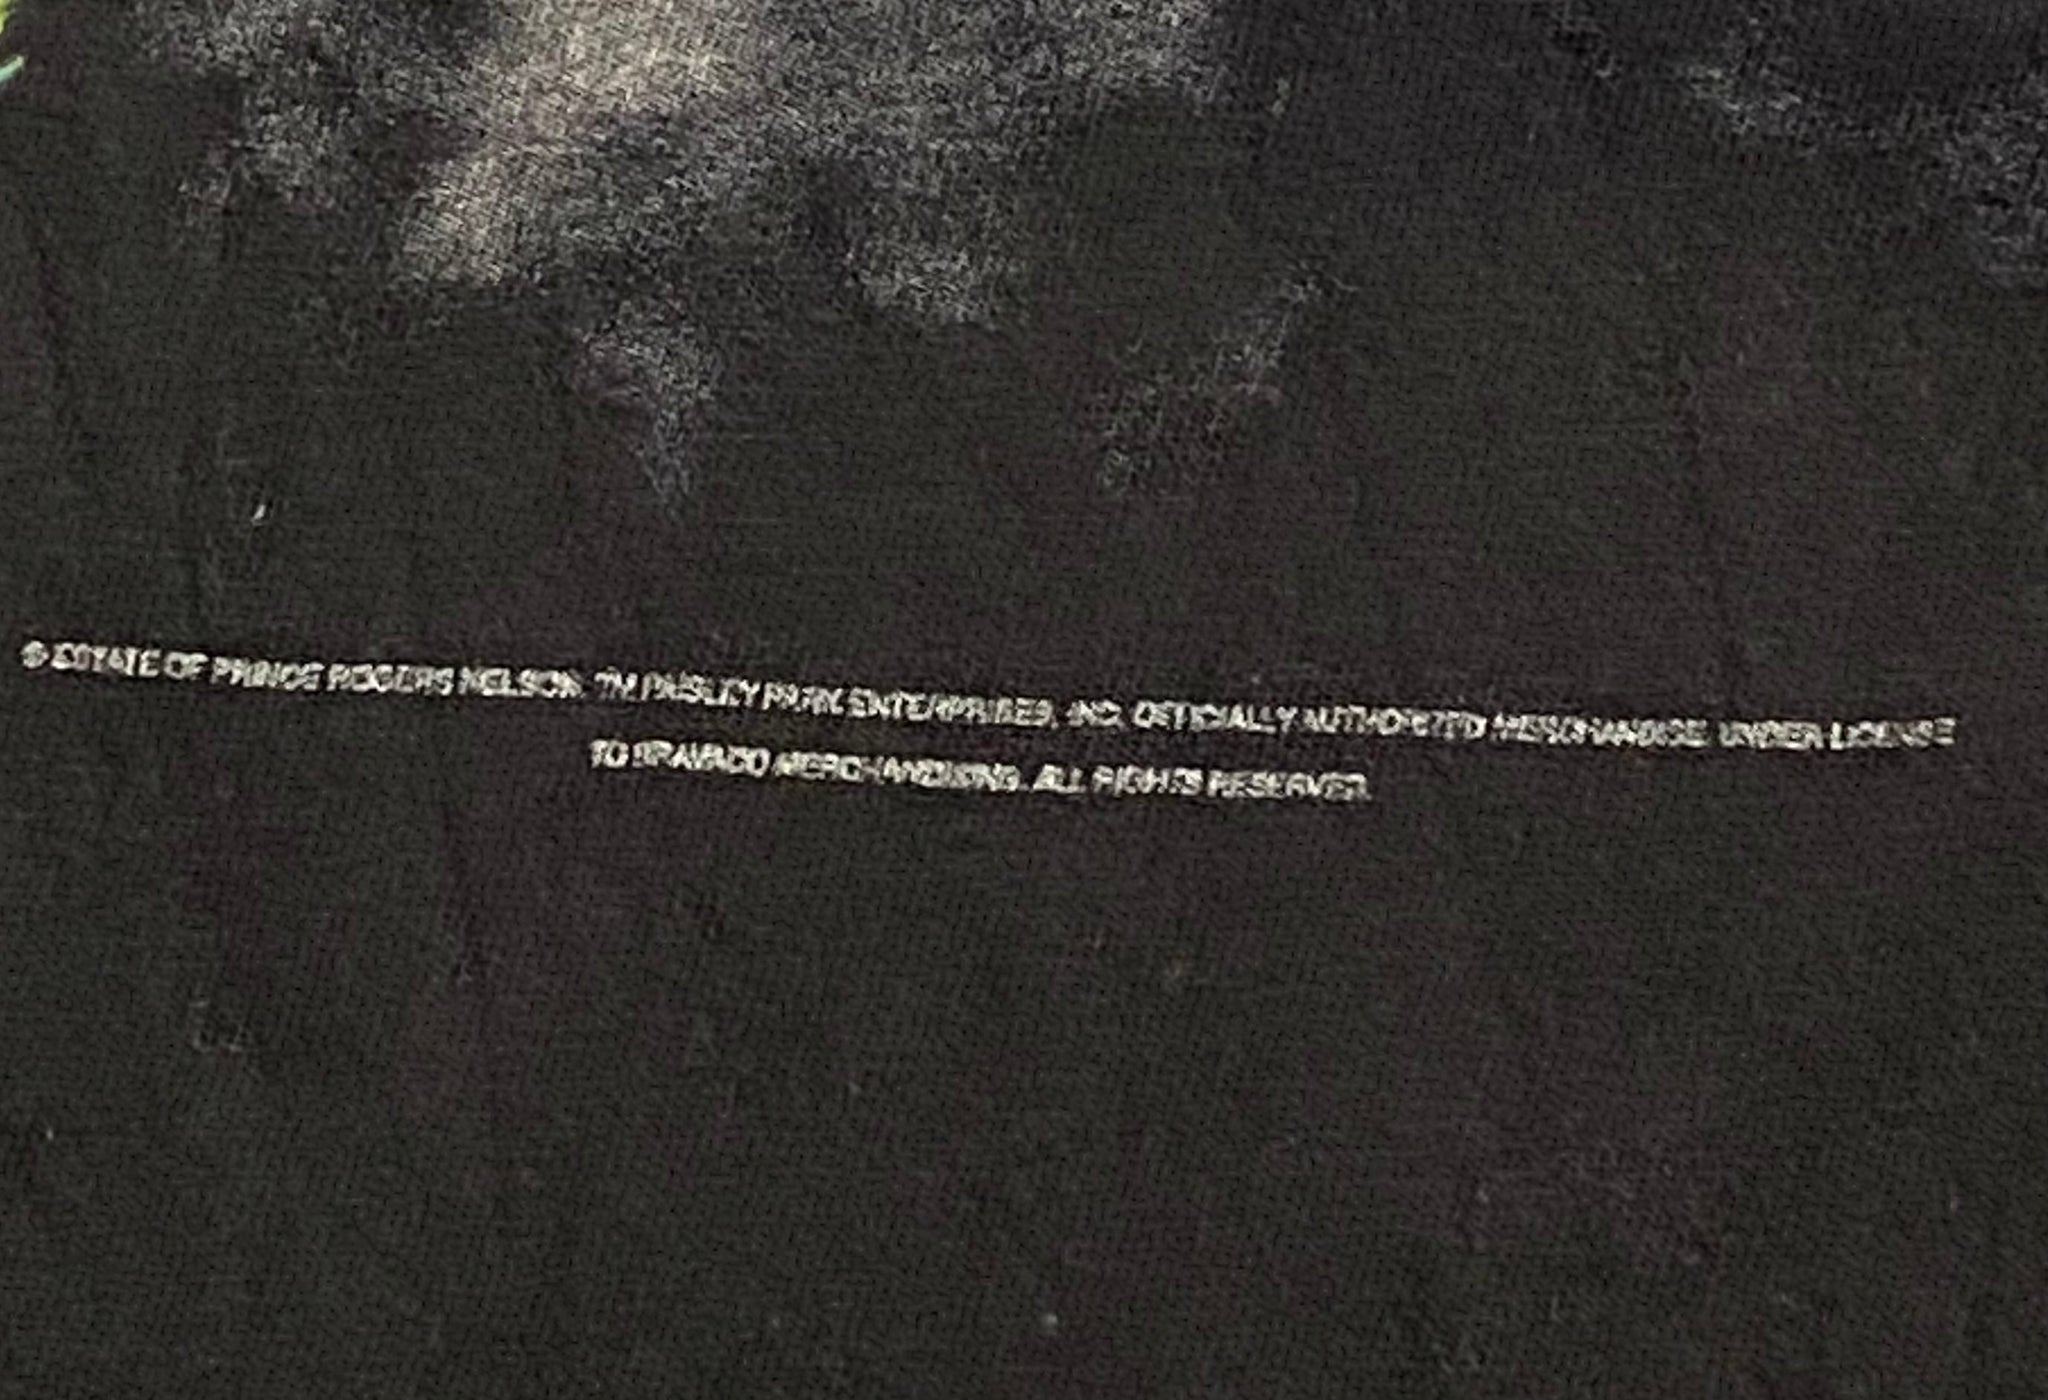 © ESTATE OF PRINCE ROGERS NELSON. TM PAISLEY PARK ENTERPRISES, INC. OFFICIALLY AUTHORIZED MERCHANDISE. UNDER LICENSE
TO BRAVADO MERCHANDISING. ALL RIGHTS RESERVED.